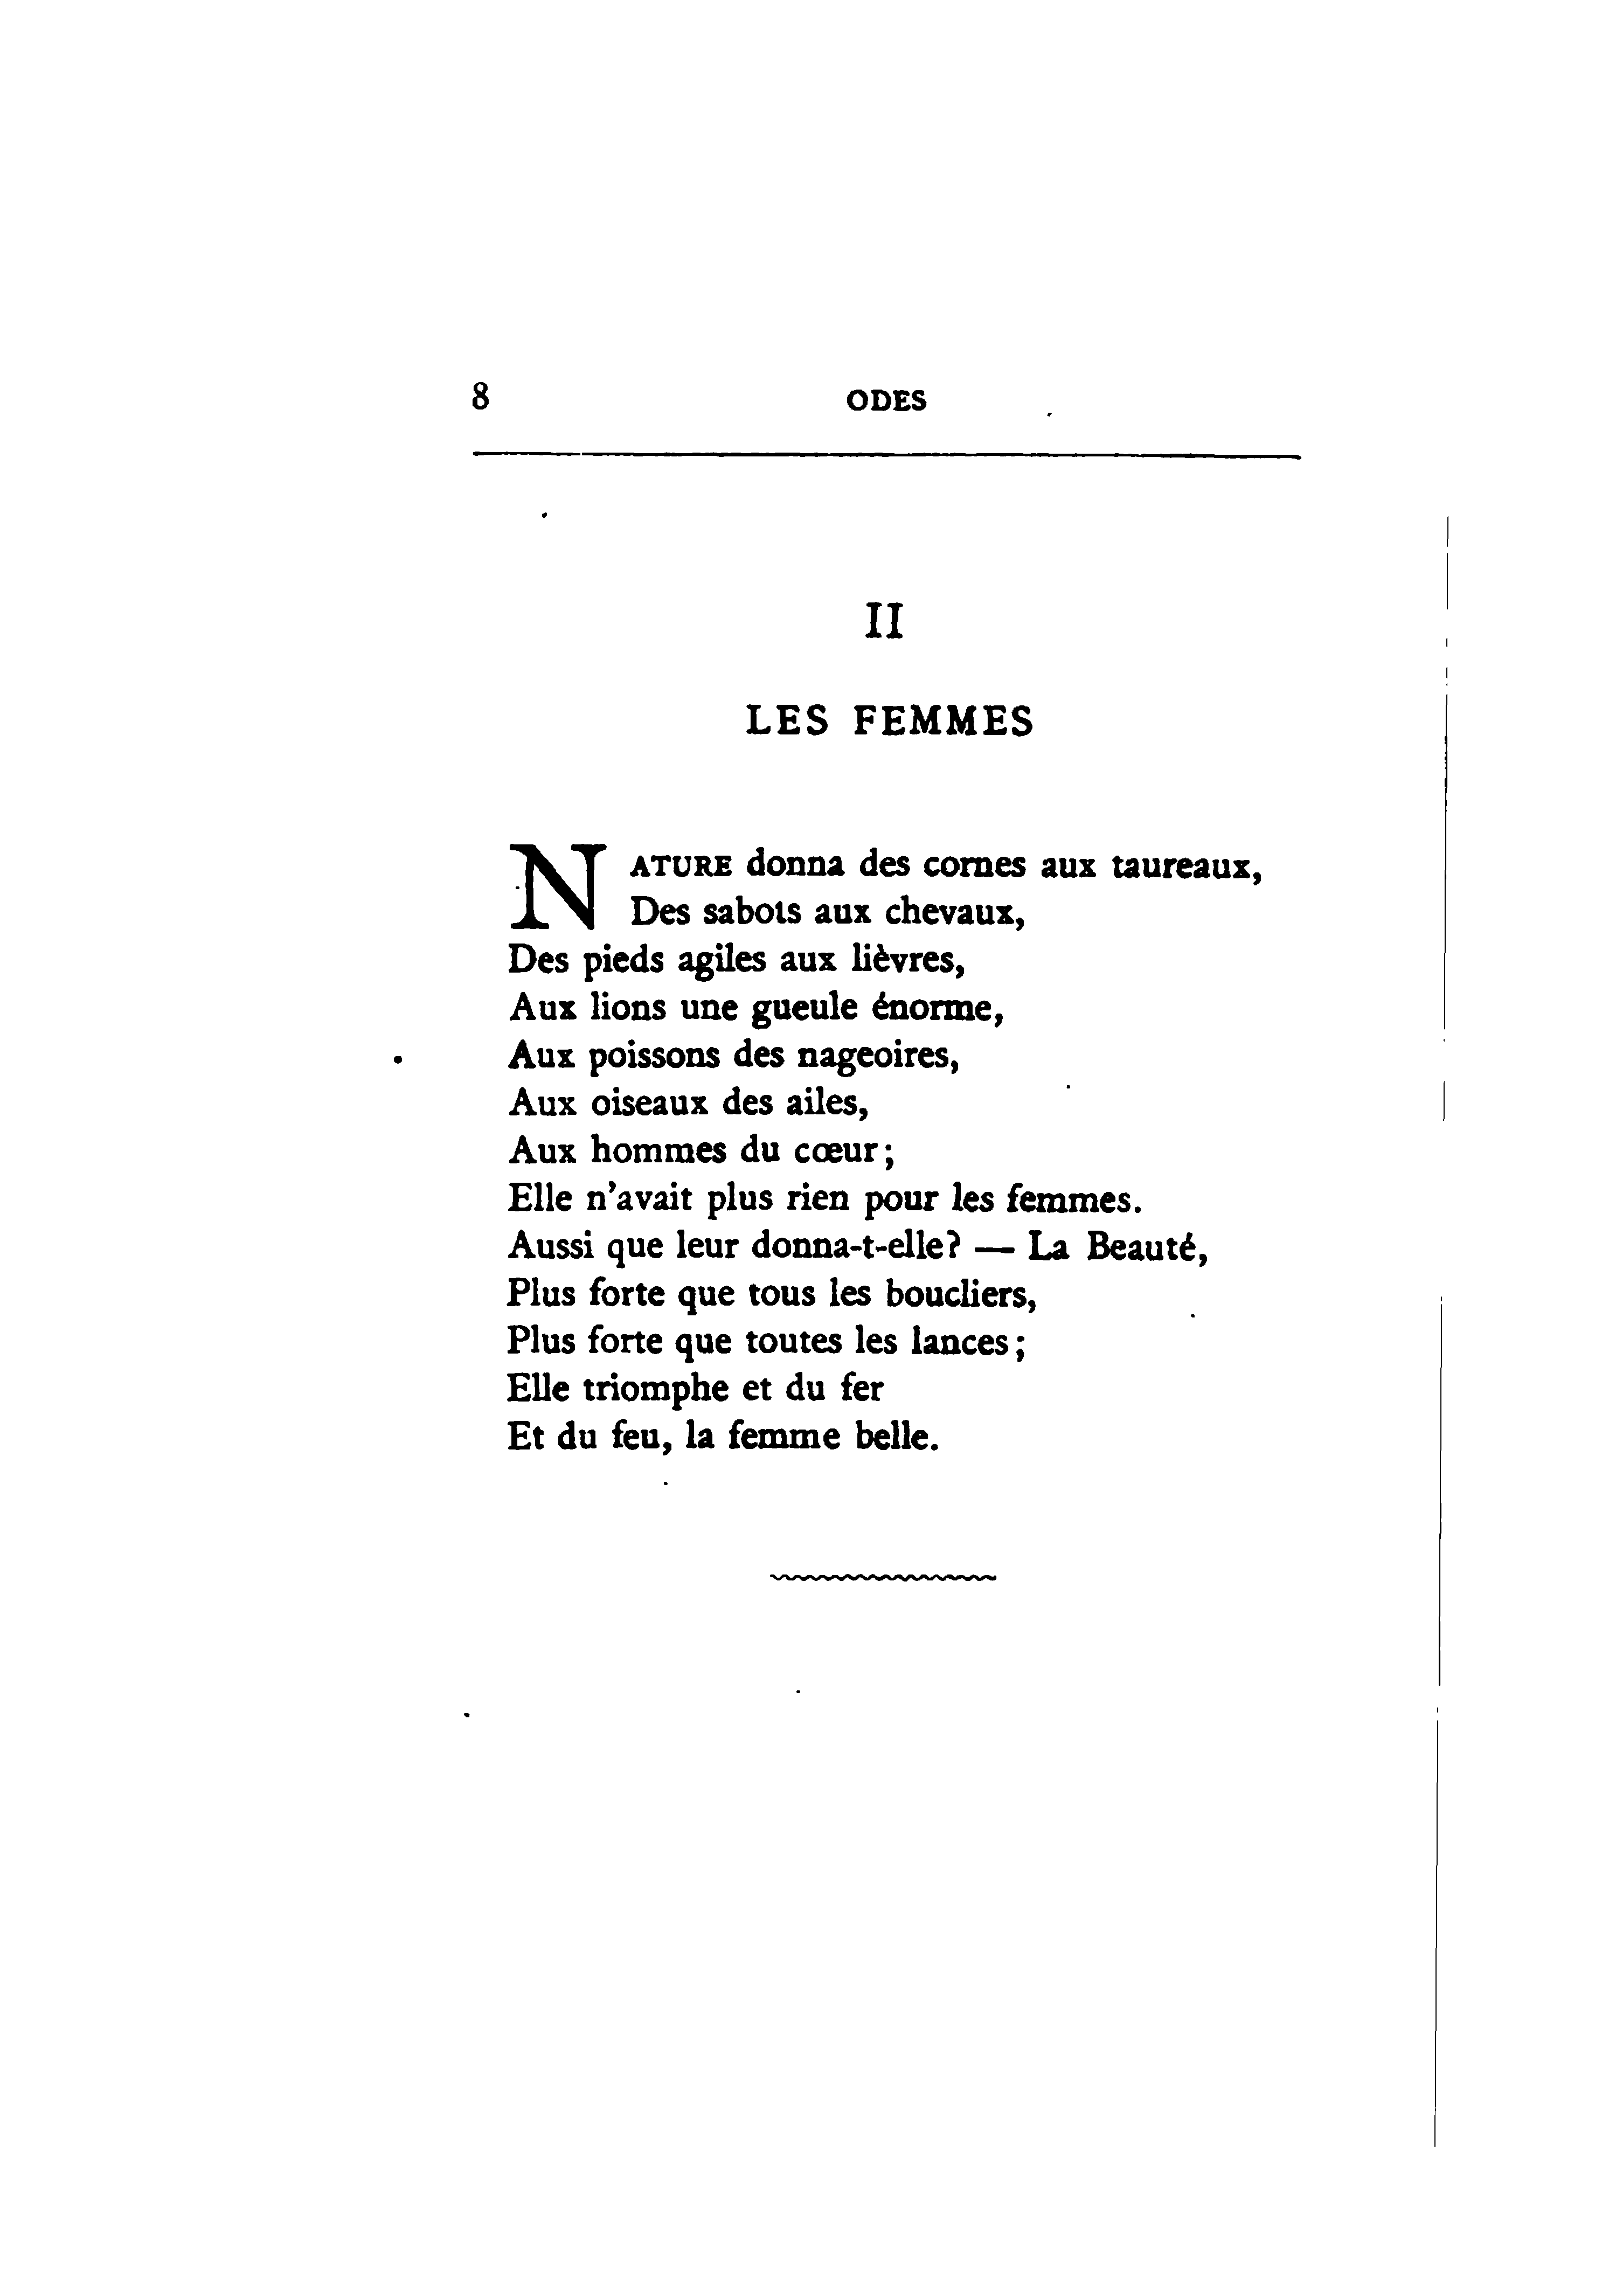 8 ODES
II
LES FEMMES
NATURE donna des cornes aux taureaux,
Des sabots aux chevaux,
Des pieds agiles aux lièvres,
Aux lions une gueule énorme,
Aux poissons des nageoires,
Aux oiseaux des ailes,
Aux hommes du cœur;
Elle n'avait plus rien pour les femmes.
Aussi que leur donna-t-elle? — La Beauté,
Plus forte que tous les boucliers,
Plus forte que toutes les lances;
Elle triomphe et du fer
Et du feu, la femme belle.